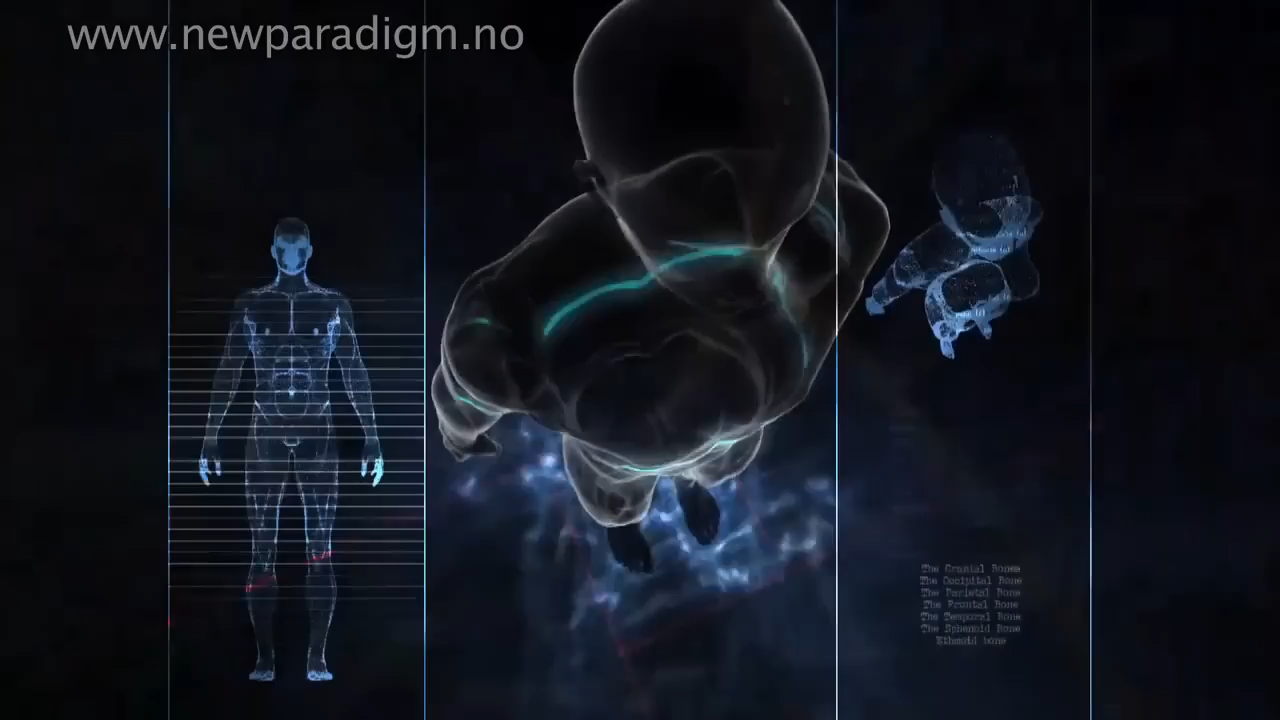 www.newparadigm.no
The Cranial Bones
The Occipital Bone
The Parietal Bone
The Frontal Bone
The Temporal Bone
The Sphenoid Bone
Ethmoid bone